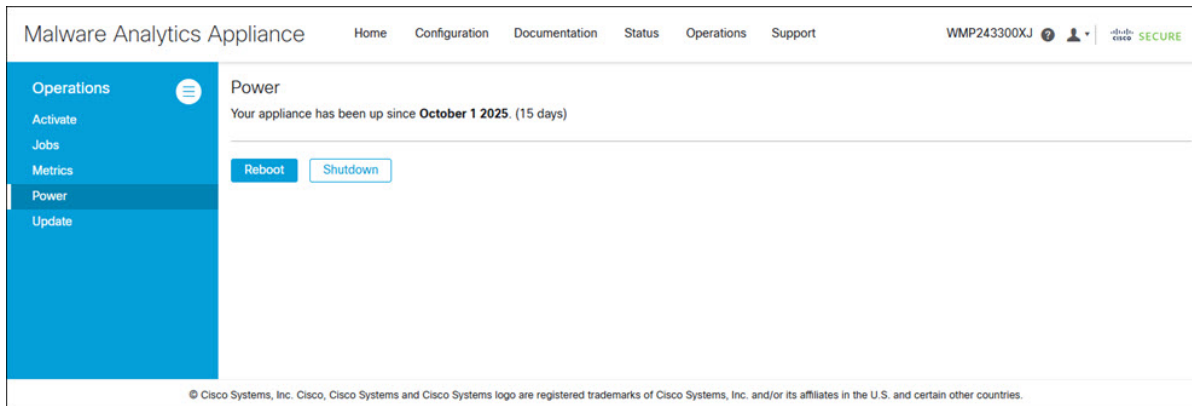 Malware Analytics Appliance Home Configuration Documentation Status Operations Support WMP243300XJ ? cisco SECURE
Operations
Activate
Jobs
Metrics
Power
Update
Power
Your appliance has been up since October 1 2025. (15 days)
Reboot Shutdown
© Cisco Systems, Inc. Cisco, Cisco Systems and Cisco Systems logo are registered trademarks of Cisco Systems, Inc. and/or its affiliates in the U.S. and certain other countries.